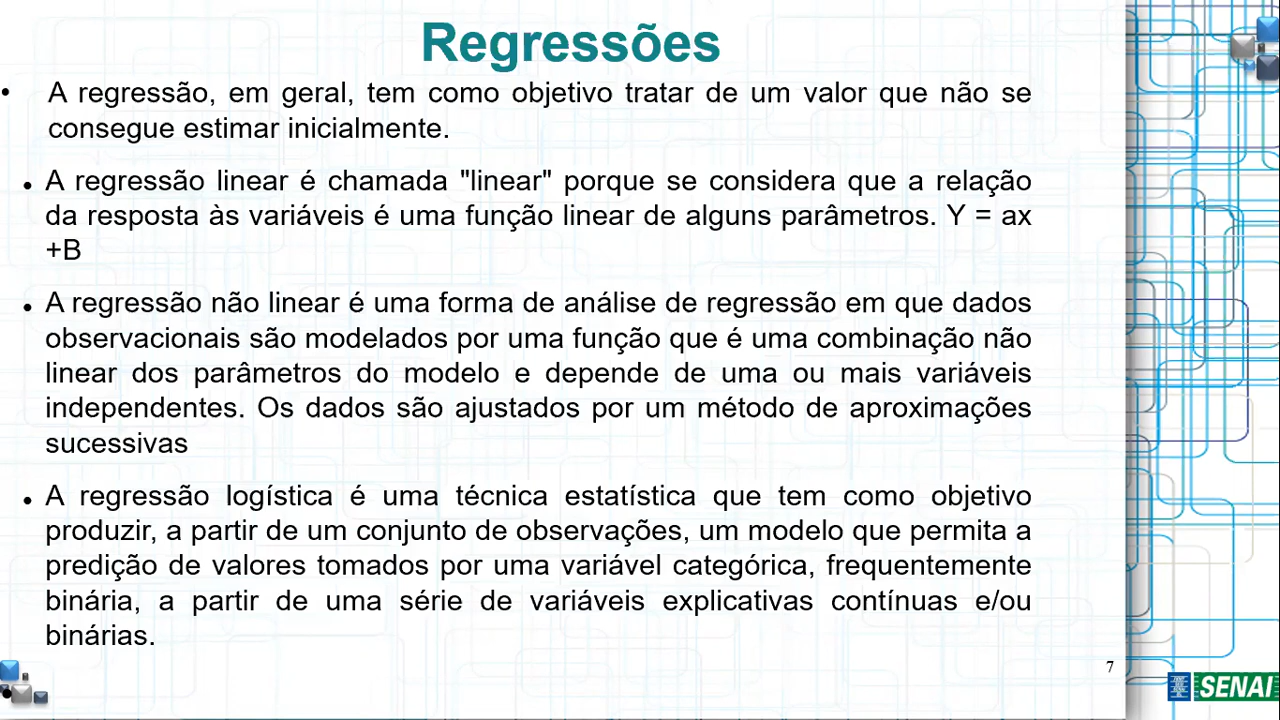 Regressões
• A regressão, em geral, tem como objetivo tratar de um valor que não se
consegue estimar inicialmente.
• A regressão linear é chamada "linear" porque se considera que a relação
da resposta às variáveis é uma função linear de alguns parâmetros. Y = ax
+B
• A regressão não linear é uma forma de análise de regressão em que dados
observacionais são modelados por uma função que é uma combinação não
linear dos parâmetros do modelo e depende de uma ou mais variáveis
independentes. Os dados são ajustados por um método de aproximações
sucessivas
• A regressão logística é uma técnica estatística que tem como objetivo
produzir, a partir de um conjunto de observações, um modelo que permita a
predição de valores tomados por uma variável categórica, frequentemente
binária, a partir de uma série de variáveis explicativas contínuas e/ou
binárias.
7
SENAI